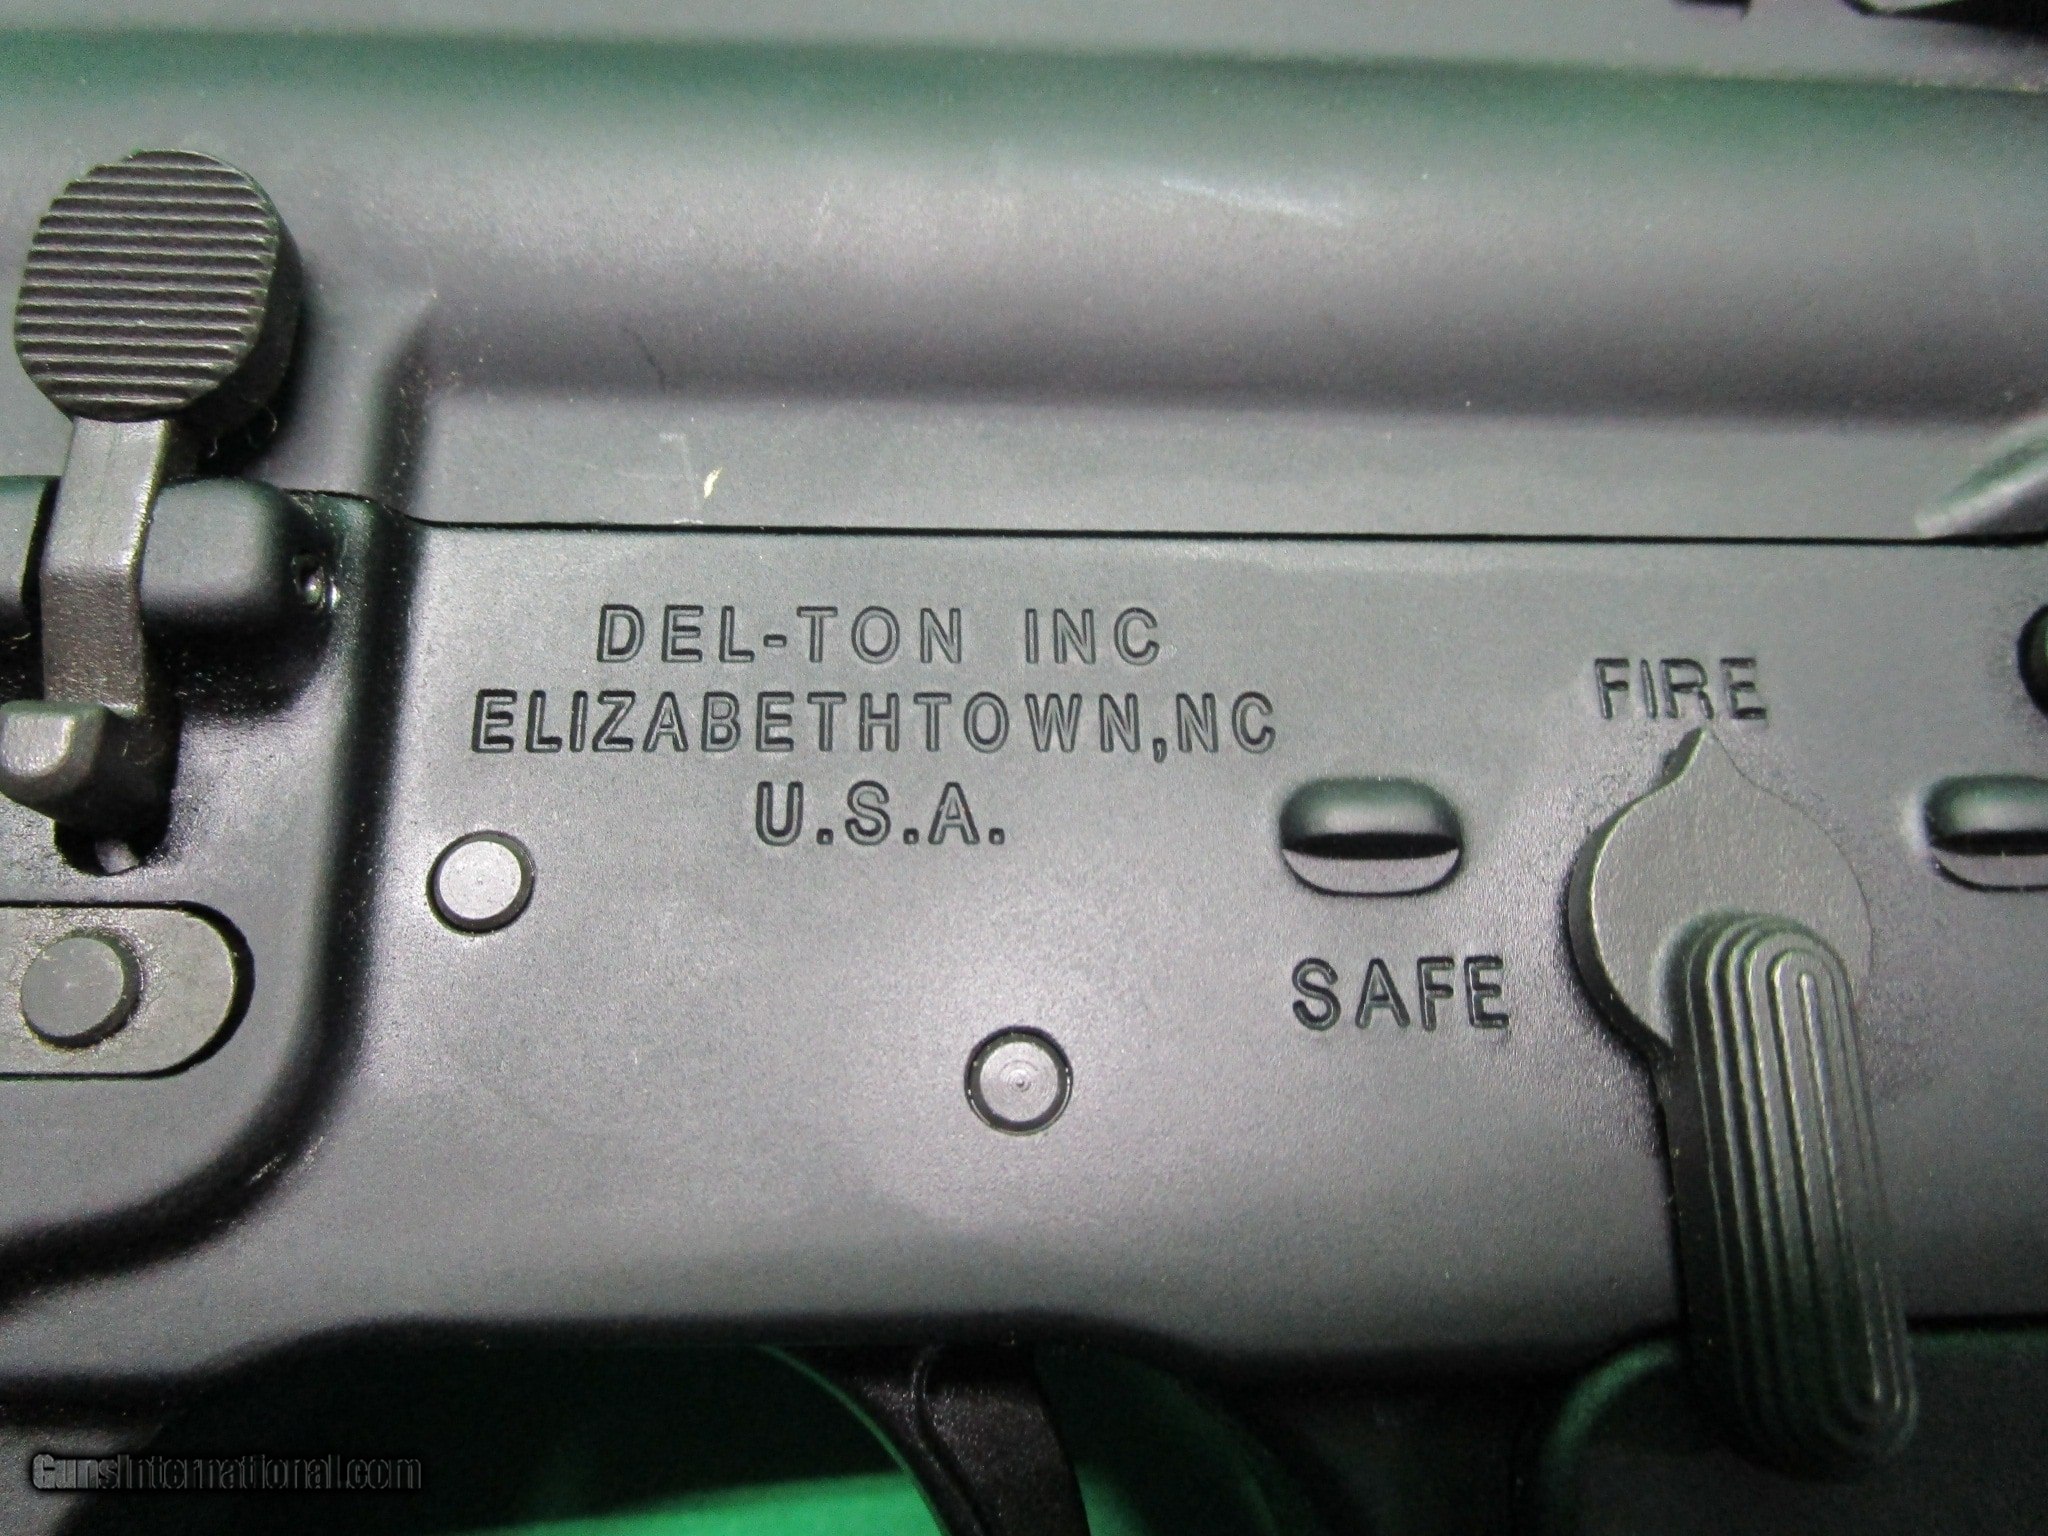 DEL-TON INC
ELIZABETHTOWN,NC
U.S.A.
FIRE
SAFE
GunsInternational.com